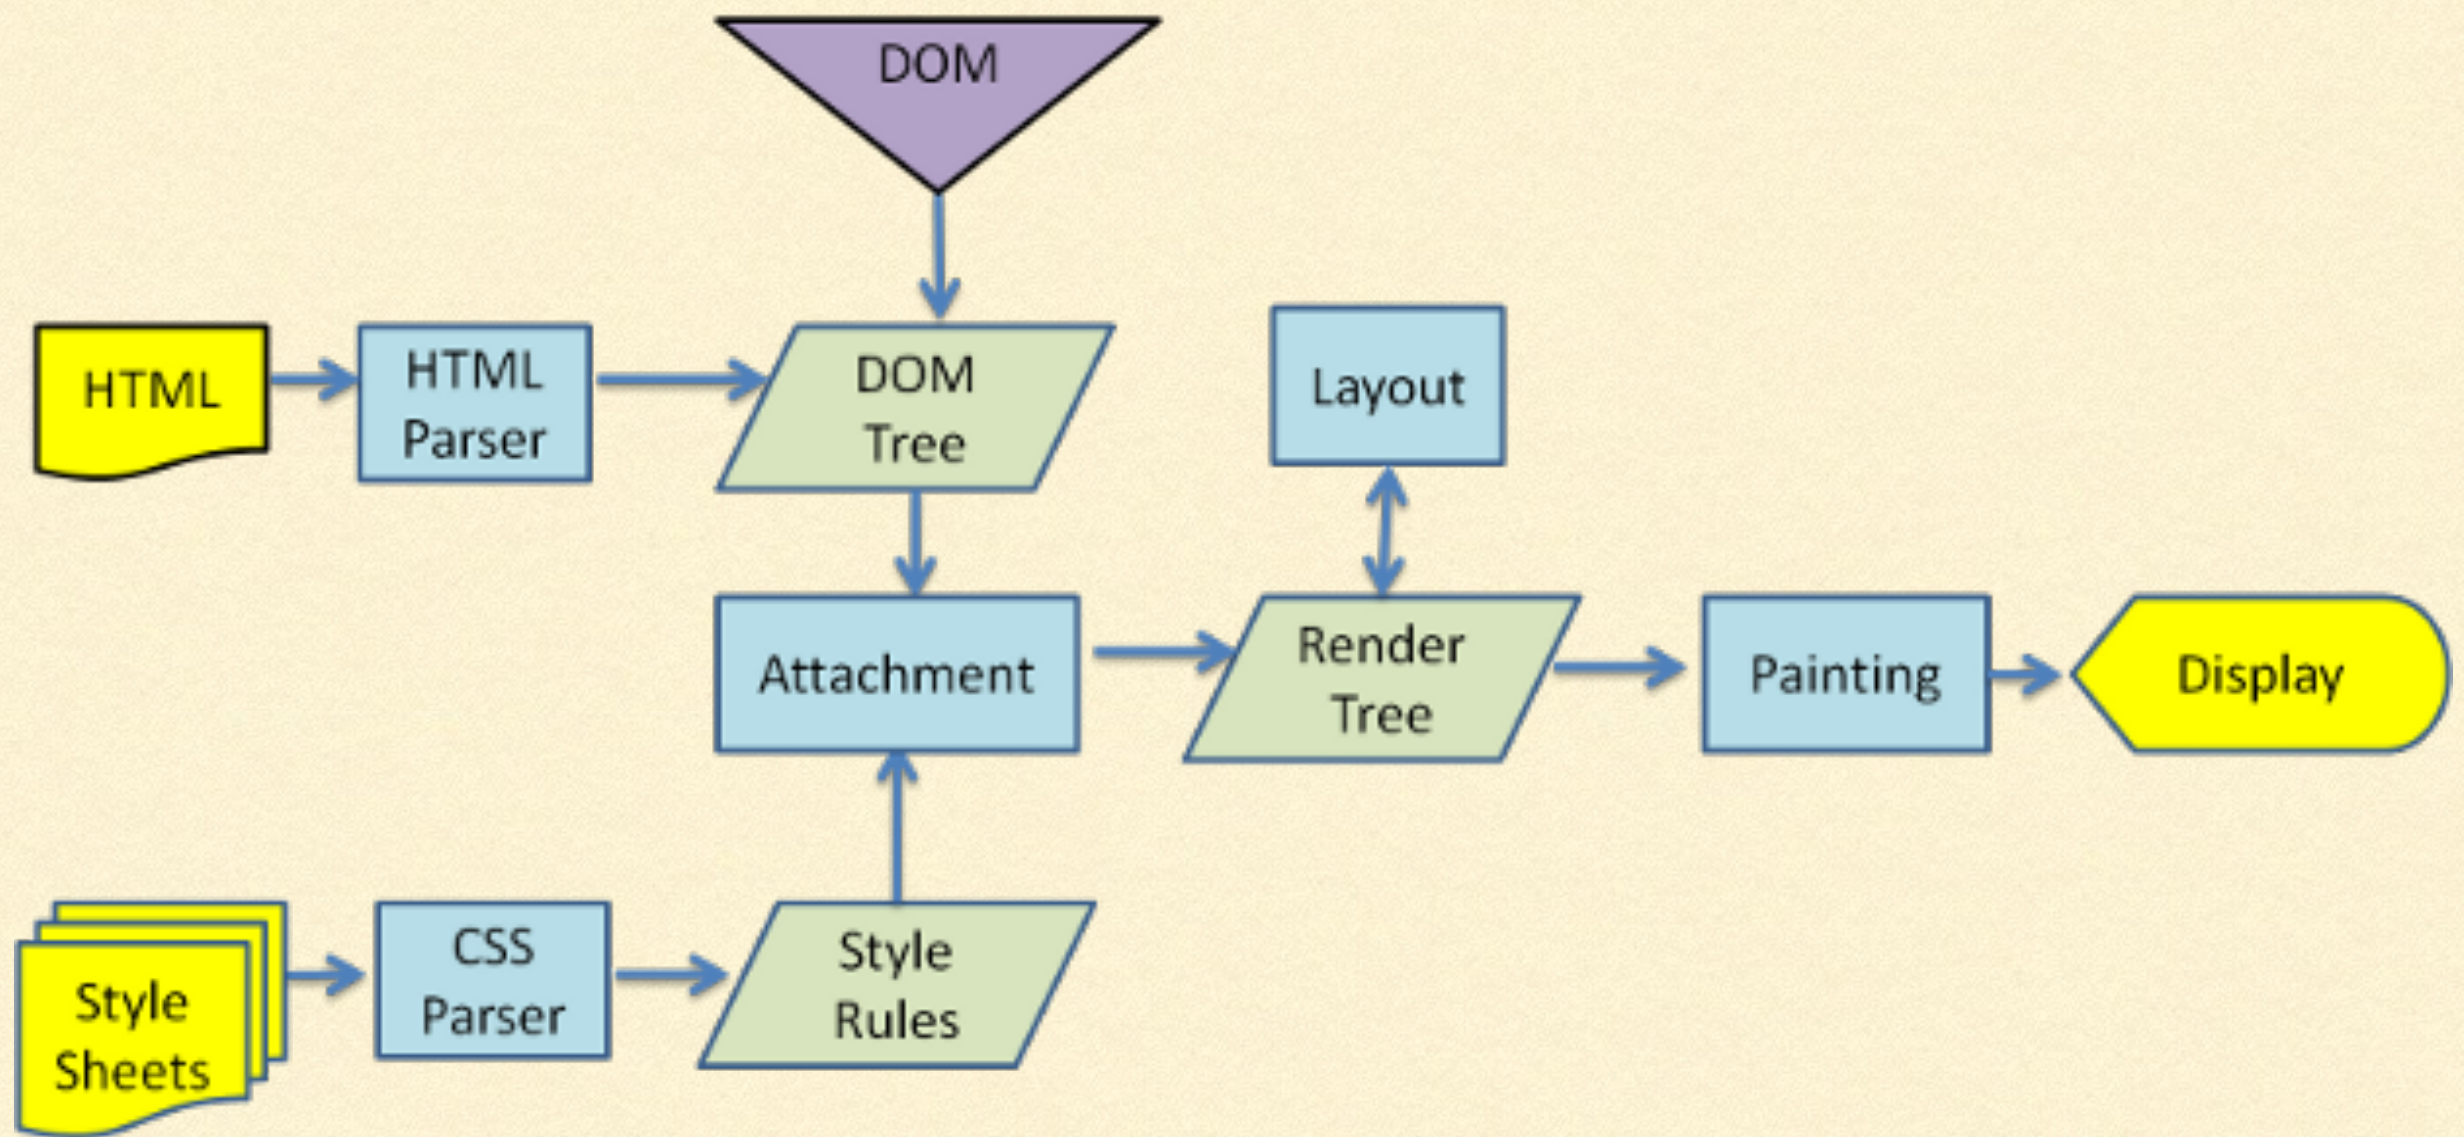 DOM
HTML
HTML
Parser
DOM
Tree
Layout
Attachment
Render
Tree
Painting
Display
Style
Sheets
CSS
Parser
Style
Rules